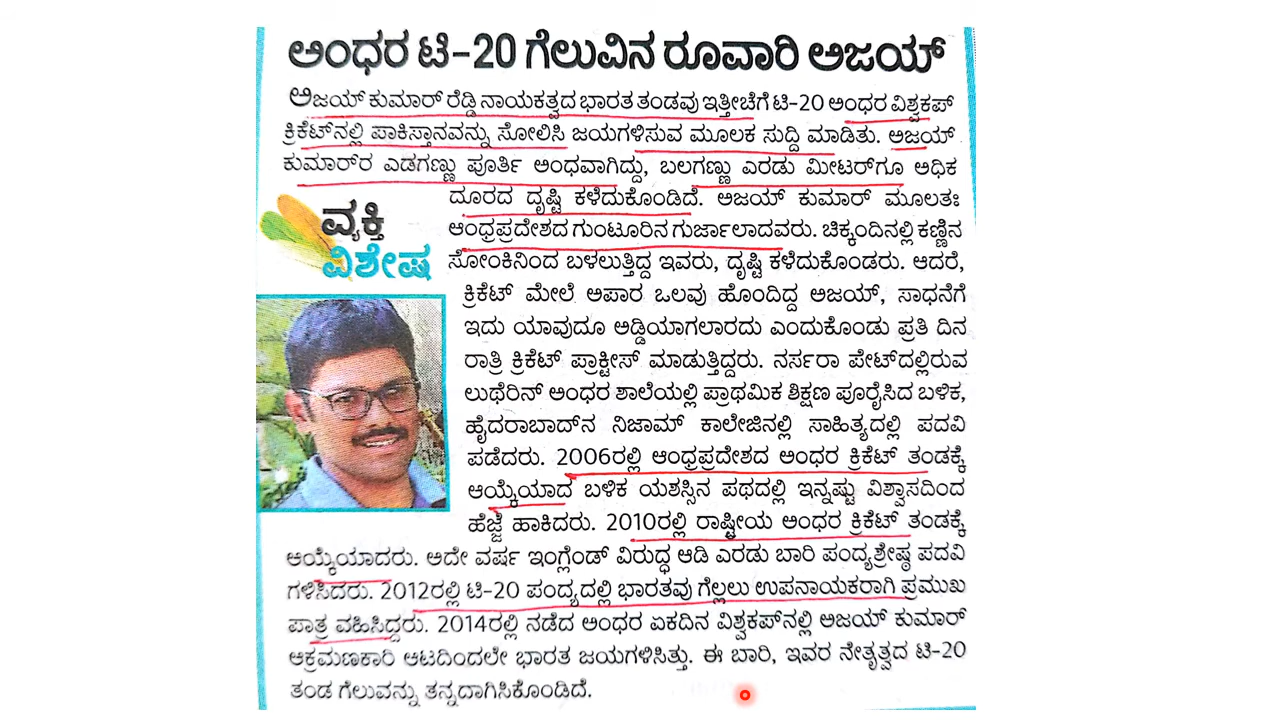 ಅಂಧರ ಟಿ-20 ಗೆಲುವಿನ ರೂವಾರಿ ಅಜಯ್
ಅಜಯ್ ಕುಮಾರ್ ರೆಡ್ಡಿ ನಾಯಕತ್ವದ ಭಾರತ ತಂಡವು ಇತ್ತೀಚೆಗೆ ಟಿ-20 ಅಂಧರ ವಿಶ್ವಕಪ್
ಕ್ರಿಕೆಟ್‌ನಲ್ಲಿ ಪಾಕಿಸ್ತಾನವನ್ನು ಸೋಲಿಸಿ ಜಯಗಳಿಸುವ ಮೂಲಕ ಸುದ್ದಿ ಮಾಡಿತು. ಅಜಯ್
ಕುಮಾರ್‌ರ ಎಡಗಣ್ಣು ಪೂರ್ತಿ ಅಂಧವಾಗಿದ್ದು, ಬಲಗಣ್ಣು ಎರಡು ಮೀಟರ್‌ಗೂ ಅಧಿಕ
ದೂರದ ದೃಷ್ಟಿ ಕಳೆದುಕೊಂಡಿದೆ. ಅಜಯ್ ಕುಮಾರ್ ಮೂಲತಃ
ಆಂಧ್ರಪ್ರದೇಶದ ಗುಂಟೂರಿನ ಗುರ್ಜಾಲಾದವರು. ಚಿಕ್ಕಂದಿನಲ್ಲಿ ಕಣ್ಣಿನ
ಸೋಂಕಿನಿಂದ ಬಳಲುತ್ತಿದ್ದ ಇವರು, ದೃಷ್ಟಿ ಕಳೆದುಕೊಂಡರು. ಆದರೆ,
ವ್ಯಕ್ತಿ
ವಿಶೇಷ
ಕ್ರಿಕೆಟ್ ಮೇಲೆ ಅಪಾರ ಒಲವು ಹೊಂದಿದ್ದ ಅಜಯ್, ಸಾಧನೆಗೆ
ಇದು ಯಾವುದೂ ಅಡ್ಡಿಯಾಗಲಾರದು ಎಂದುಕೊಂಡು ಪ್ರತಿ ದಿನ
ರಾತ್ರಿ ಕ್ರಿಕೆಟ್ ಪ್ರಾಕ್ಟೀಸ್ ಮಾಡುತ್ತಿದ್ದರು. ನರ್ಸರಾ ಪೇಟ್‌ದಲ್ಲಿರುವ
ಲುಥೆರಿನ್ ಅಂಧರ ಶಾಲೆಯಲ್ಲಿ ಪ್ರಾಥಮಿಕ ಶಿಕ್ಷಣ ಪೂರೈಸಿದ ಬಳಿಕ,
ಹೈದರಾಬಾದ್‌ನ ನಿಜಾಮ್ ಕಾಲೇಜಿನಲ್ಲಿ ಸಾಹಿತ್ಯದಲ್ಲಿ ಪದವಿ
ಪಡೆದರು. 2006ರಲ್ಲಿ ಆಂಧ್ರಪ್ರದೇಶದ ಅಂಧರ ಕ್ರಿಕೆಟ್ ತಂಡಕ್ಕೆ
ಆಯ್ಕೆಯಾದ ಬಳಿಕ ಯಶಸ್ಸಿನ ಪಥದಲ್ಲಿ ಇನ್ನಷ್ಟು ವಿಶ್ವಾಸದಿಂದ
ಹೆಜ್ಜೆ ಹಾಕಿದರು. 2010ರಲ್ಲಿ ರಾಷ್ಟ್ರೀಯ ಅಂಧರ ಕ್ರಿಕೆಟ್ ತಂಡಕ್ಕೆ
ಆಯ್ಕೆಯಾದರು. ಅದೇ ವರ್ಷ ಇಂಗ್ಲೆಂಡ್ ವಿರುದ್ಧ ಆಡಿ ಎರಡು ಬಾರಿ ಪಂದ್ಯಶ್ರೇಷ್ಠ ಪದವಿ
ಗಳಿಸಿದರು. 2012ರಲ್ಲಿ ಟಿ-20 ಪಂದ್ಯದಲ್ಲಿ ಭಾರತವು ಗೆಲ್ಲಲು ಉಪನಾಯಕರಾಗಿ ಪ್ರಮುಖ
ಪಾತ್ರ ವಹಿಸಿದ್ದರು. 2014ರಲ್ಲಿ ನಡೆದ ಅಂಧರ ಏಕದಿನ ವಿಶ್ವಕಪ್‌ನಲ್ಲಿ ಅಜಯ್ ಕುಮಾರ್
ಆಕ್ರಮಣಕಾರಿ ಆಟದಿಂದಲೇ ಭಾರತ ಜಯಗಳಿಸಿತ್ತು. ಈ ಬಾರಿ, ಇವರ ನೇತೃತ್ವದ ಟಿ-20
ತಂಡ ಗೆಲುವನ್ನು ತನ್ನದಾಗಿಸಿಕೊಂಡಿದೆ.